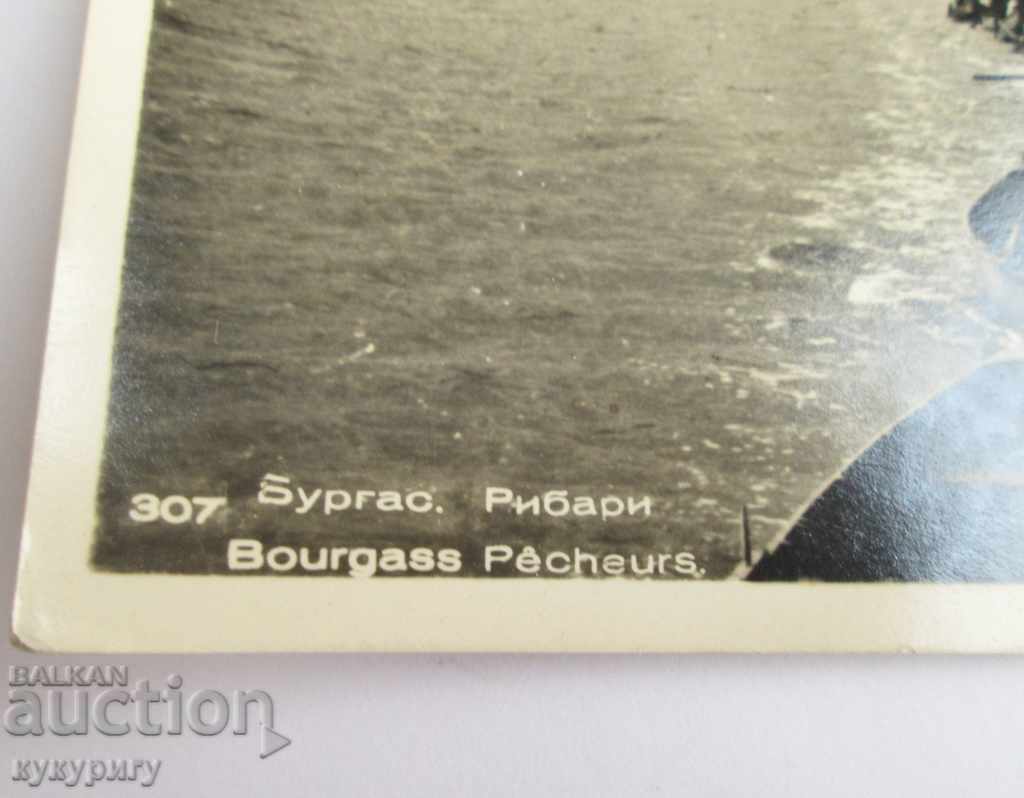 307 Бургас. Рибари
Bourgass Pêcheurs.
BALKAN
auction
кукуригу